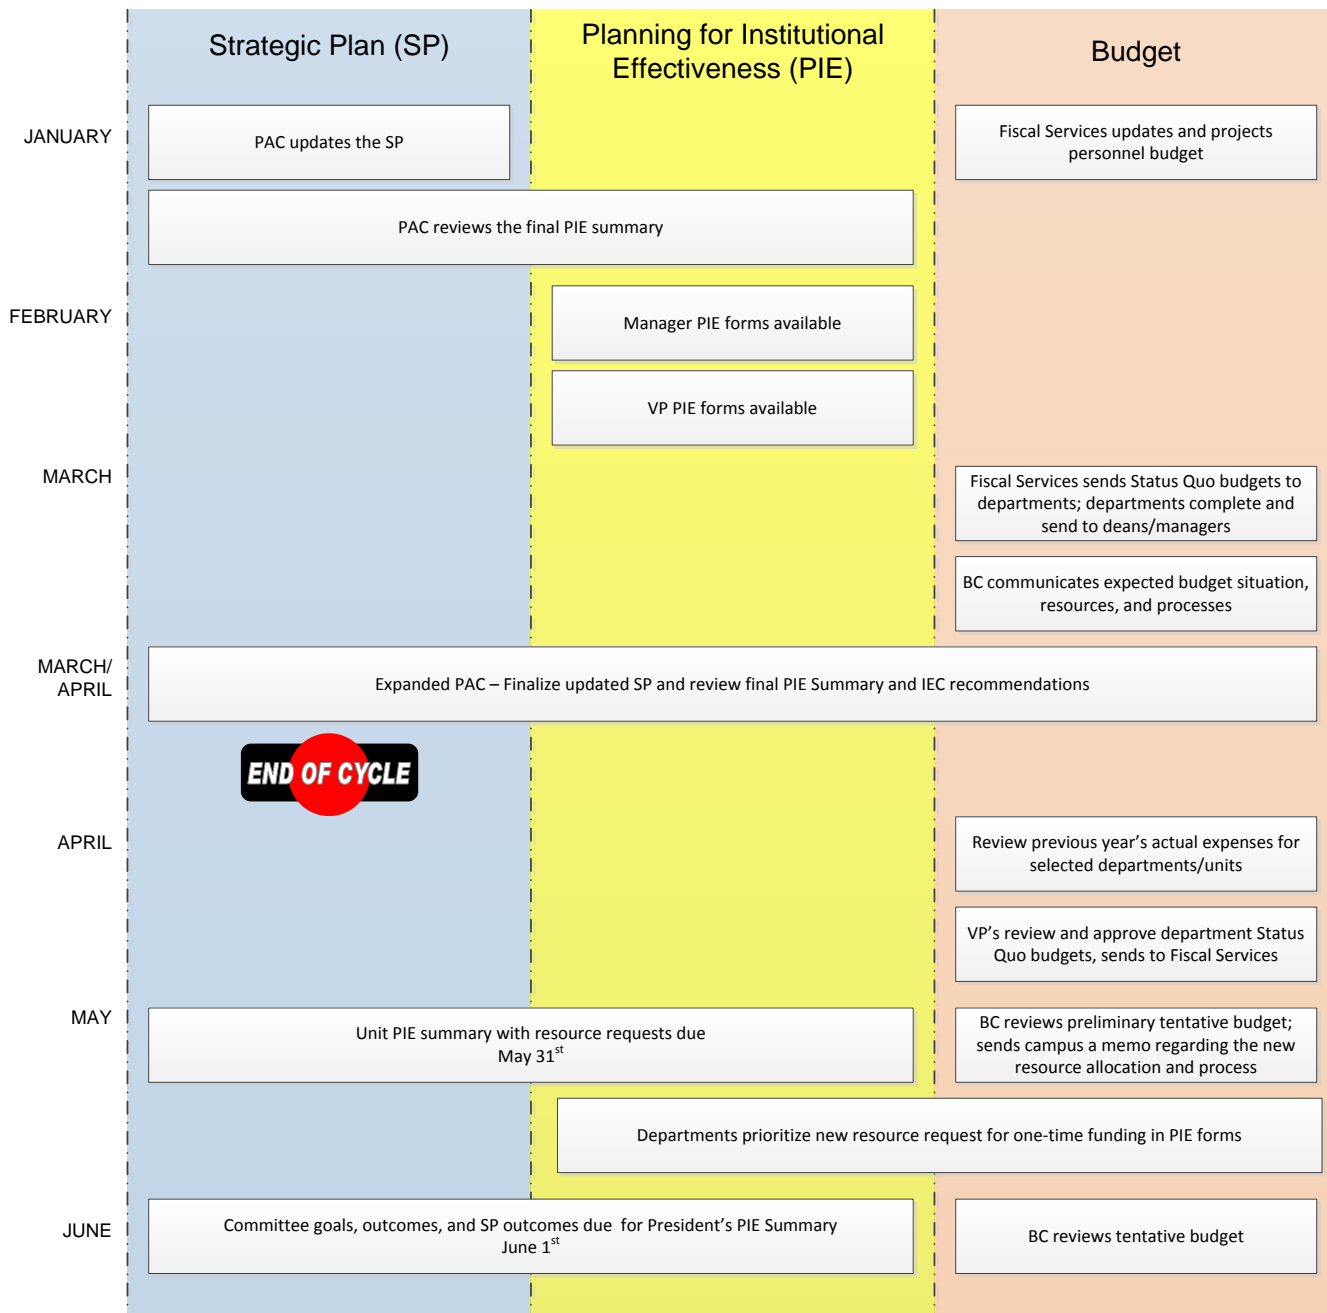 Strategic Plan (SP)
Planning for Institutional
Effectiveness (PIE)
Budget
JANUARY
PAC updates the SP
Fiscal Services updates and projects
personnel budget
PAC reviews the final PIE summary
FEBRUARY
Manager PIE forms available
VP PIE forms available
MARCH
Fiscal Services sends Status Quo budgets to
departments; departments complete and
send to deans/managers
BC communicates expected budget situation,
resources, and processes
MARCH/
APRIL
Expanded PAC – Finalize updated SP and review final PIE Summary and IEC recommendations
END OF CYCLE
APRIL
Review previous year’s actual expenses for
selected departments/units
VP’s review and approve department Status
Quo budgets, sends to Fiscal Services
MAY
Unit PIE summary with resource requests due
May 31st
BC reviews preliminary tentative budget;
sends campus a memo regarding the new
resource allocation and process
Departments prioritize new resource request for one-time funding in PIE forms
JUNE
Committee goals, outcomes, and SP outcomes due for President’s PIE Summary
June 1st
BC reviews tentative budget